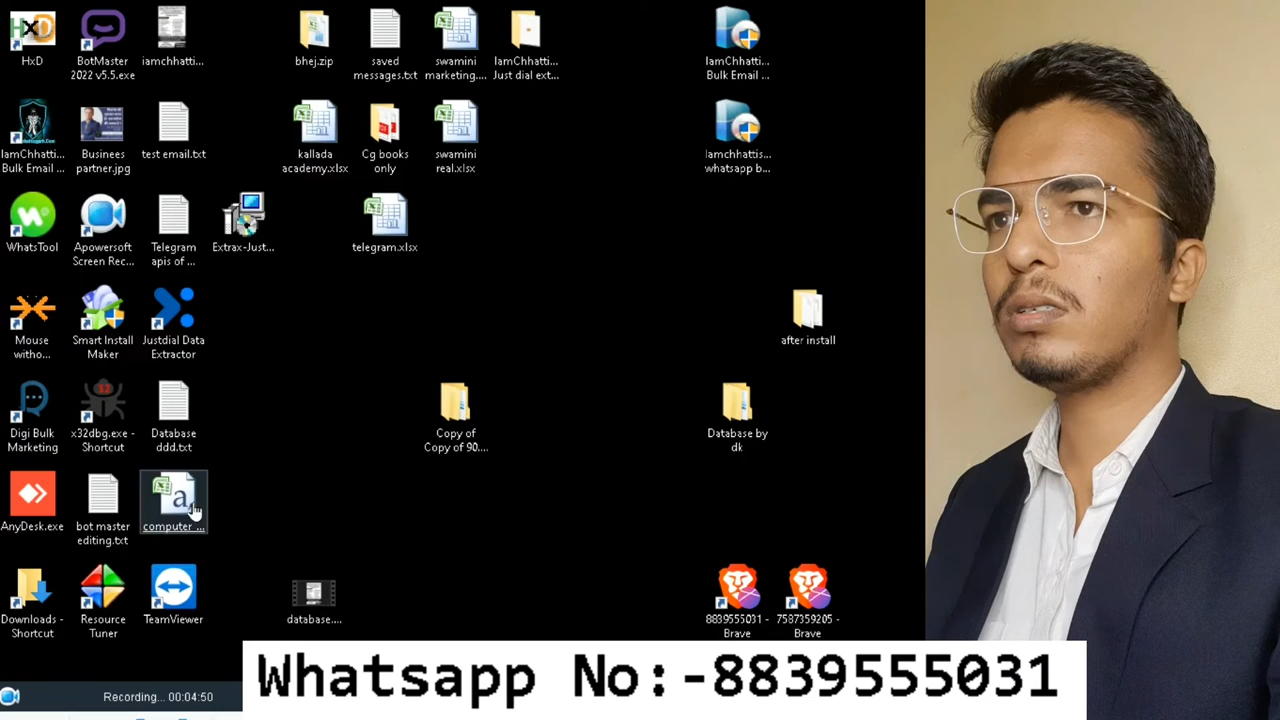 HxD
BotMaster
2022 v5.5.exe
iamchhatti...
bhej.zip
saved
messages.txt
swamini
marketing....
IamChhatti...
Just dial ext...
IamChhatti...
Bulk Email ...
IamChhatti...
Bulk Email ...
Businees
partner.jpg
test email.txt
kallada
academy.xlsx
Cg books
only
swamini
real.xlsx
Iamchhattis...
whatsapp b...
WhatsTool
Apowersoft
Screen Rec...
Telegram
apis of ...
Extrax-Just...
telegram.xlsx
Mouse
witho...
Smart Install
Maker
Justdial Data
Extractor
after install
Digi Bulk
Marketing
x32dbg.exe -
Shortcut
Database
ddd.txt
Copy of
Copy of 90....
Database by
dk
AnyDesk.exe
bot master
editing.txt
computer ...
Downloads -
Shortcut
Resource
Tuner
TeamViewer
database....
8839555031 -
Brave
7587359205 -
Brave
Whatsapp No:-8839555031
Recording... 00:04:50